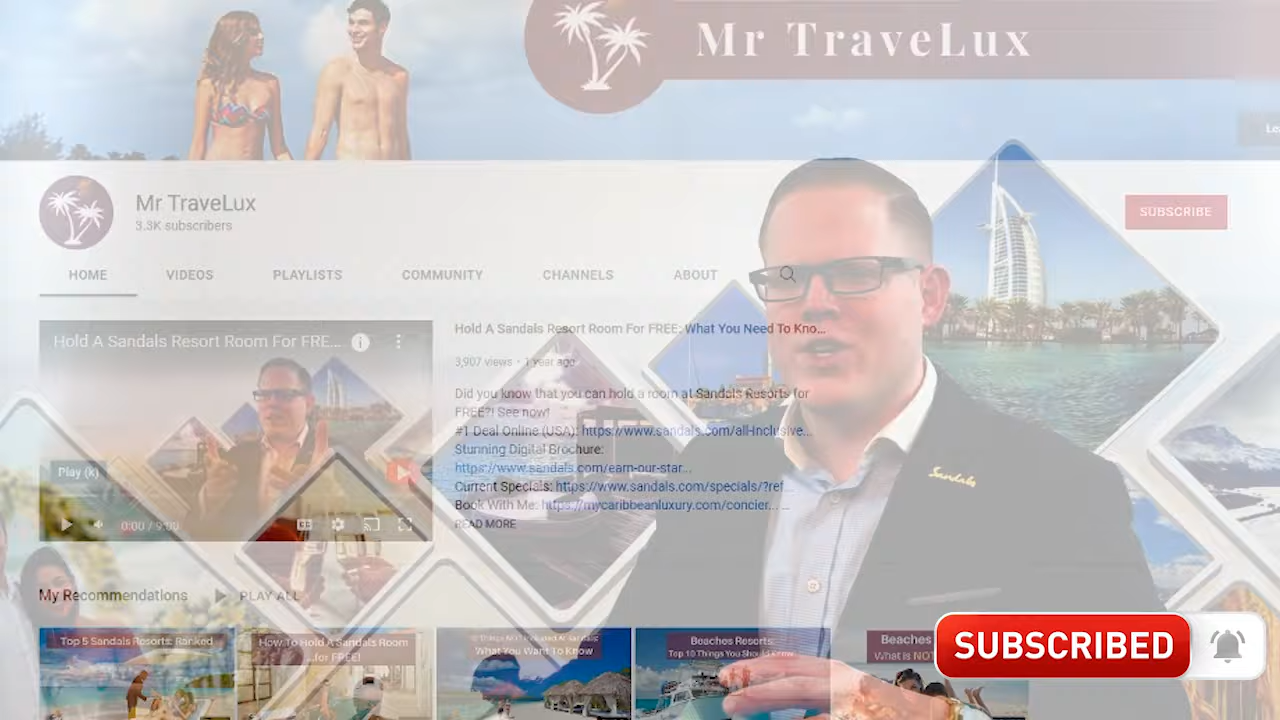 Mr TraveLux
Mr TraveLux
3.3K subscribers
SUBSCRIBE
HOME
VIDEOS
PLAYLISTS
COMMUNITY
CHANNELS
ABOUT
Hold A Sandals Resort Room For FRE...
Hold A Sandals Resort Room For FREE: What You Need To Kno...
3,907 views • 1 year ago
Did you know that you can hold a room at Sandals Resorts for
FREE?! See now!
#1 Deal Online (USA): https://www.sandals.com/all-inclusive...
Stunning Digital Brochure:
https://www.sandals.com/earn-our-star...
Current Specials: https://www.sandals.com/specials/?ref
Book With Me: https://mycaribbeanluxury.com/concier... ...
READ MORE
Play (k)
0:00 / 9:00
Sandals
My Recommendations
PLAY ALL
Top 5 Sandals Resorts: Ranked
How To Hold A Sandals Room
...for FREE!
What You Want To Know
Beaches Resorts:
Top 10 Things You Should Know
Beaches
What is NOT
SUBSCRIBED